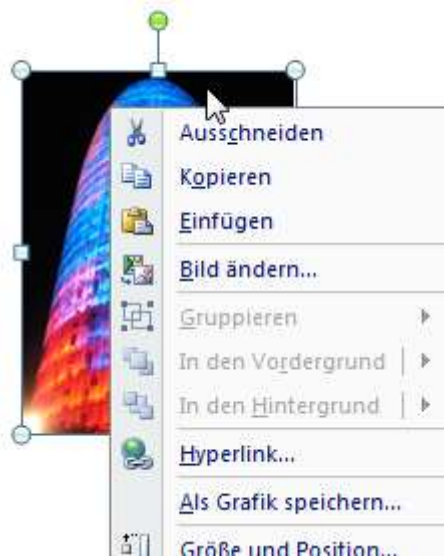 Ausschneiden
Kopieren
Einfügen
Bild ändern...
Gruppieren
In den Vordergrund
In den Hintergrund
Hyperlink...
Als Grafik speichern...
Größe und Position...